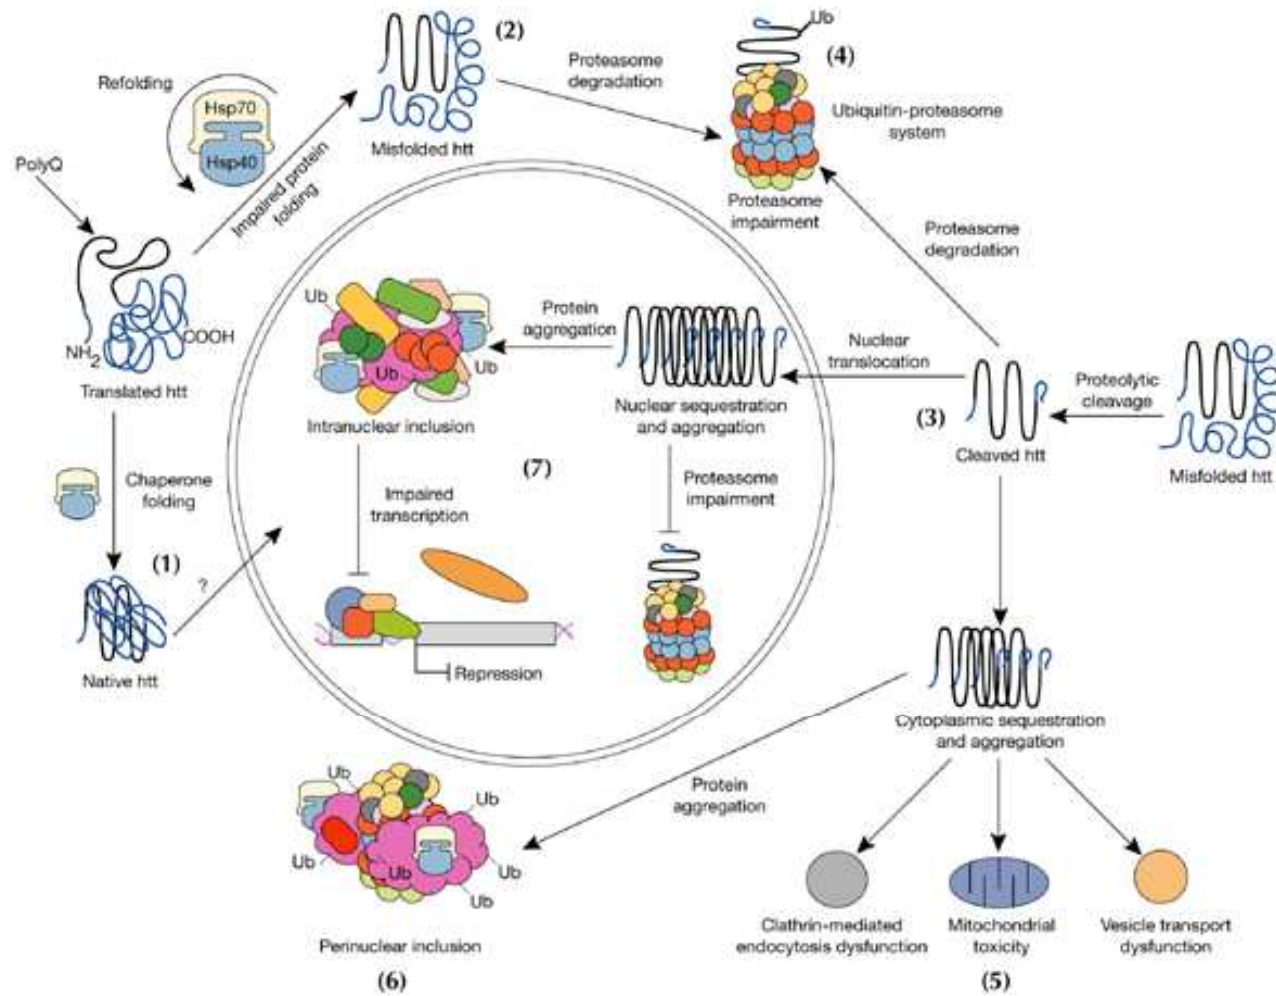 (2)
Ub
(4)
Proteasome
degradation
Refolding
Hsp70
Hsp40
Ubiquitin-proteasome
system
Misfolded htt
PolyQ
Impaired protein
folding
Proteasome
impairment
Proteasome
degradation
NH2
COOH
Translated htt
Ub
Ub
Ub
Protein
aggregation
Intranuclear inclusion
Nuclear sequestration
and aggregation
Nuclear
translocation
(3)
Cleaved htt
Proteolytic
cleavage
Misfolded htt
Chaperone
folding
(1)
?
Native htt
(7)
Impaired
transcription
Proteasome
impairment
Repression
Cytoplasmic sequestration
and aggregation
Protein
aggregation
Ub
Ub
Ub
Ub
Ub
Ub
Perinuclear inclusion
(6)
Clathrin-mediated
endocytosis dysfunction
Mitochondrial
toxicity
Vesicle transport
dysfunction
(5)